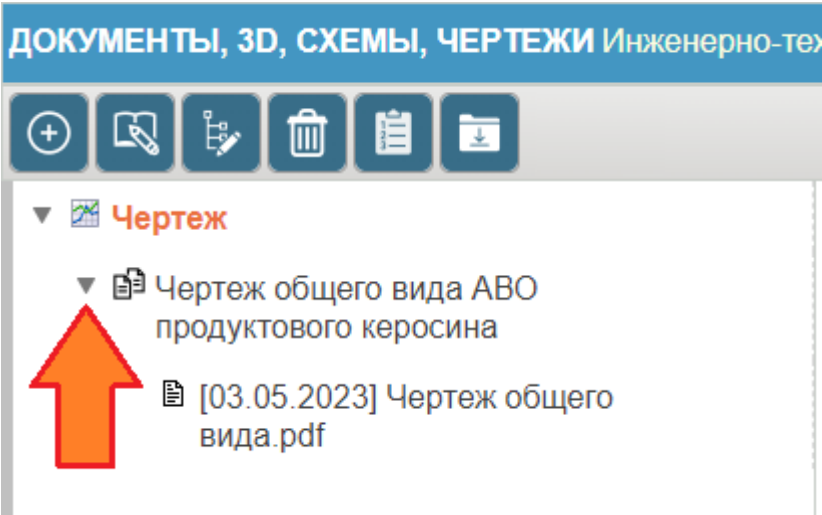 ДОКУМЕНТЫ, 3D, СХЕМЫ, ЧЕРТЕЖИ Инженерно-тех
Чертеж
Чертеж общего вида АВО
продуктового керосина
[03.05.2023] Чертеж общего
вида.pdf